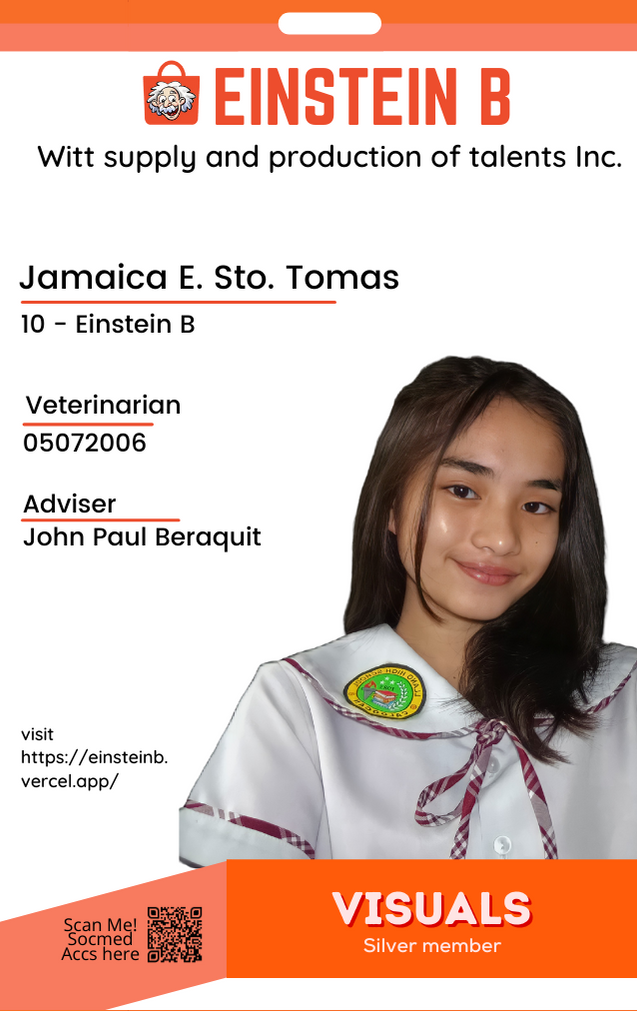 EINSTEIN B
Witt supply and production of talents Inc.
Jamaica E. Sto. Tomas
10 - Einstein B
Veterinarian
05072006
Adviser
John Paul Beraquit
visit
https://einsteinb.
vercel.app/
Scan Me!
Socmed
Accs here
VISUALS
Silver member